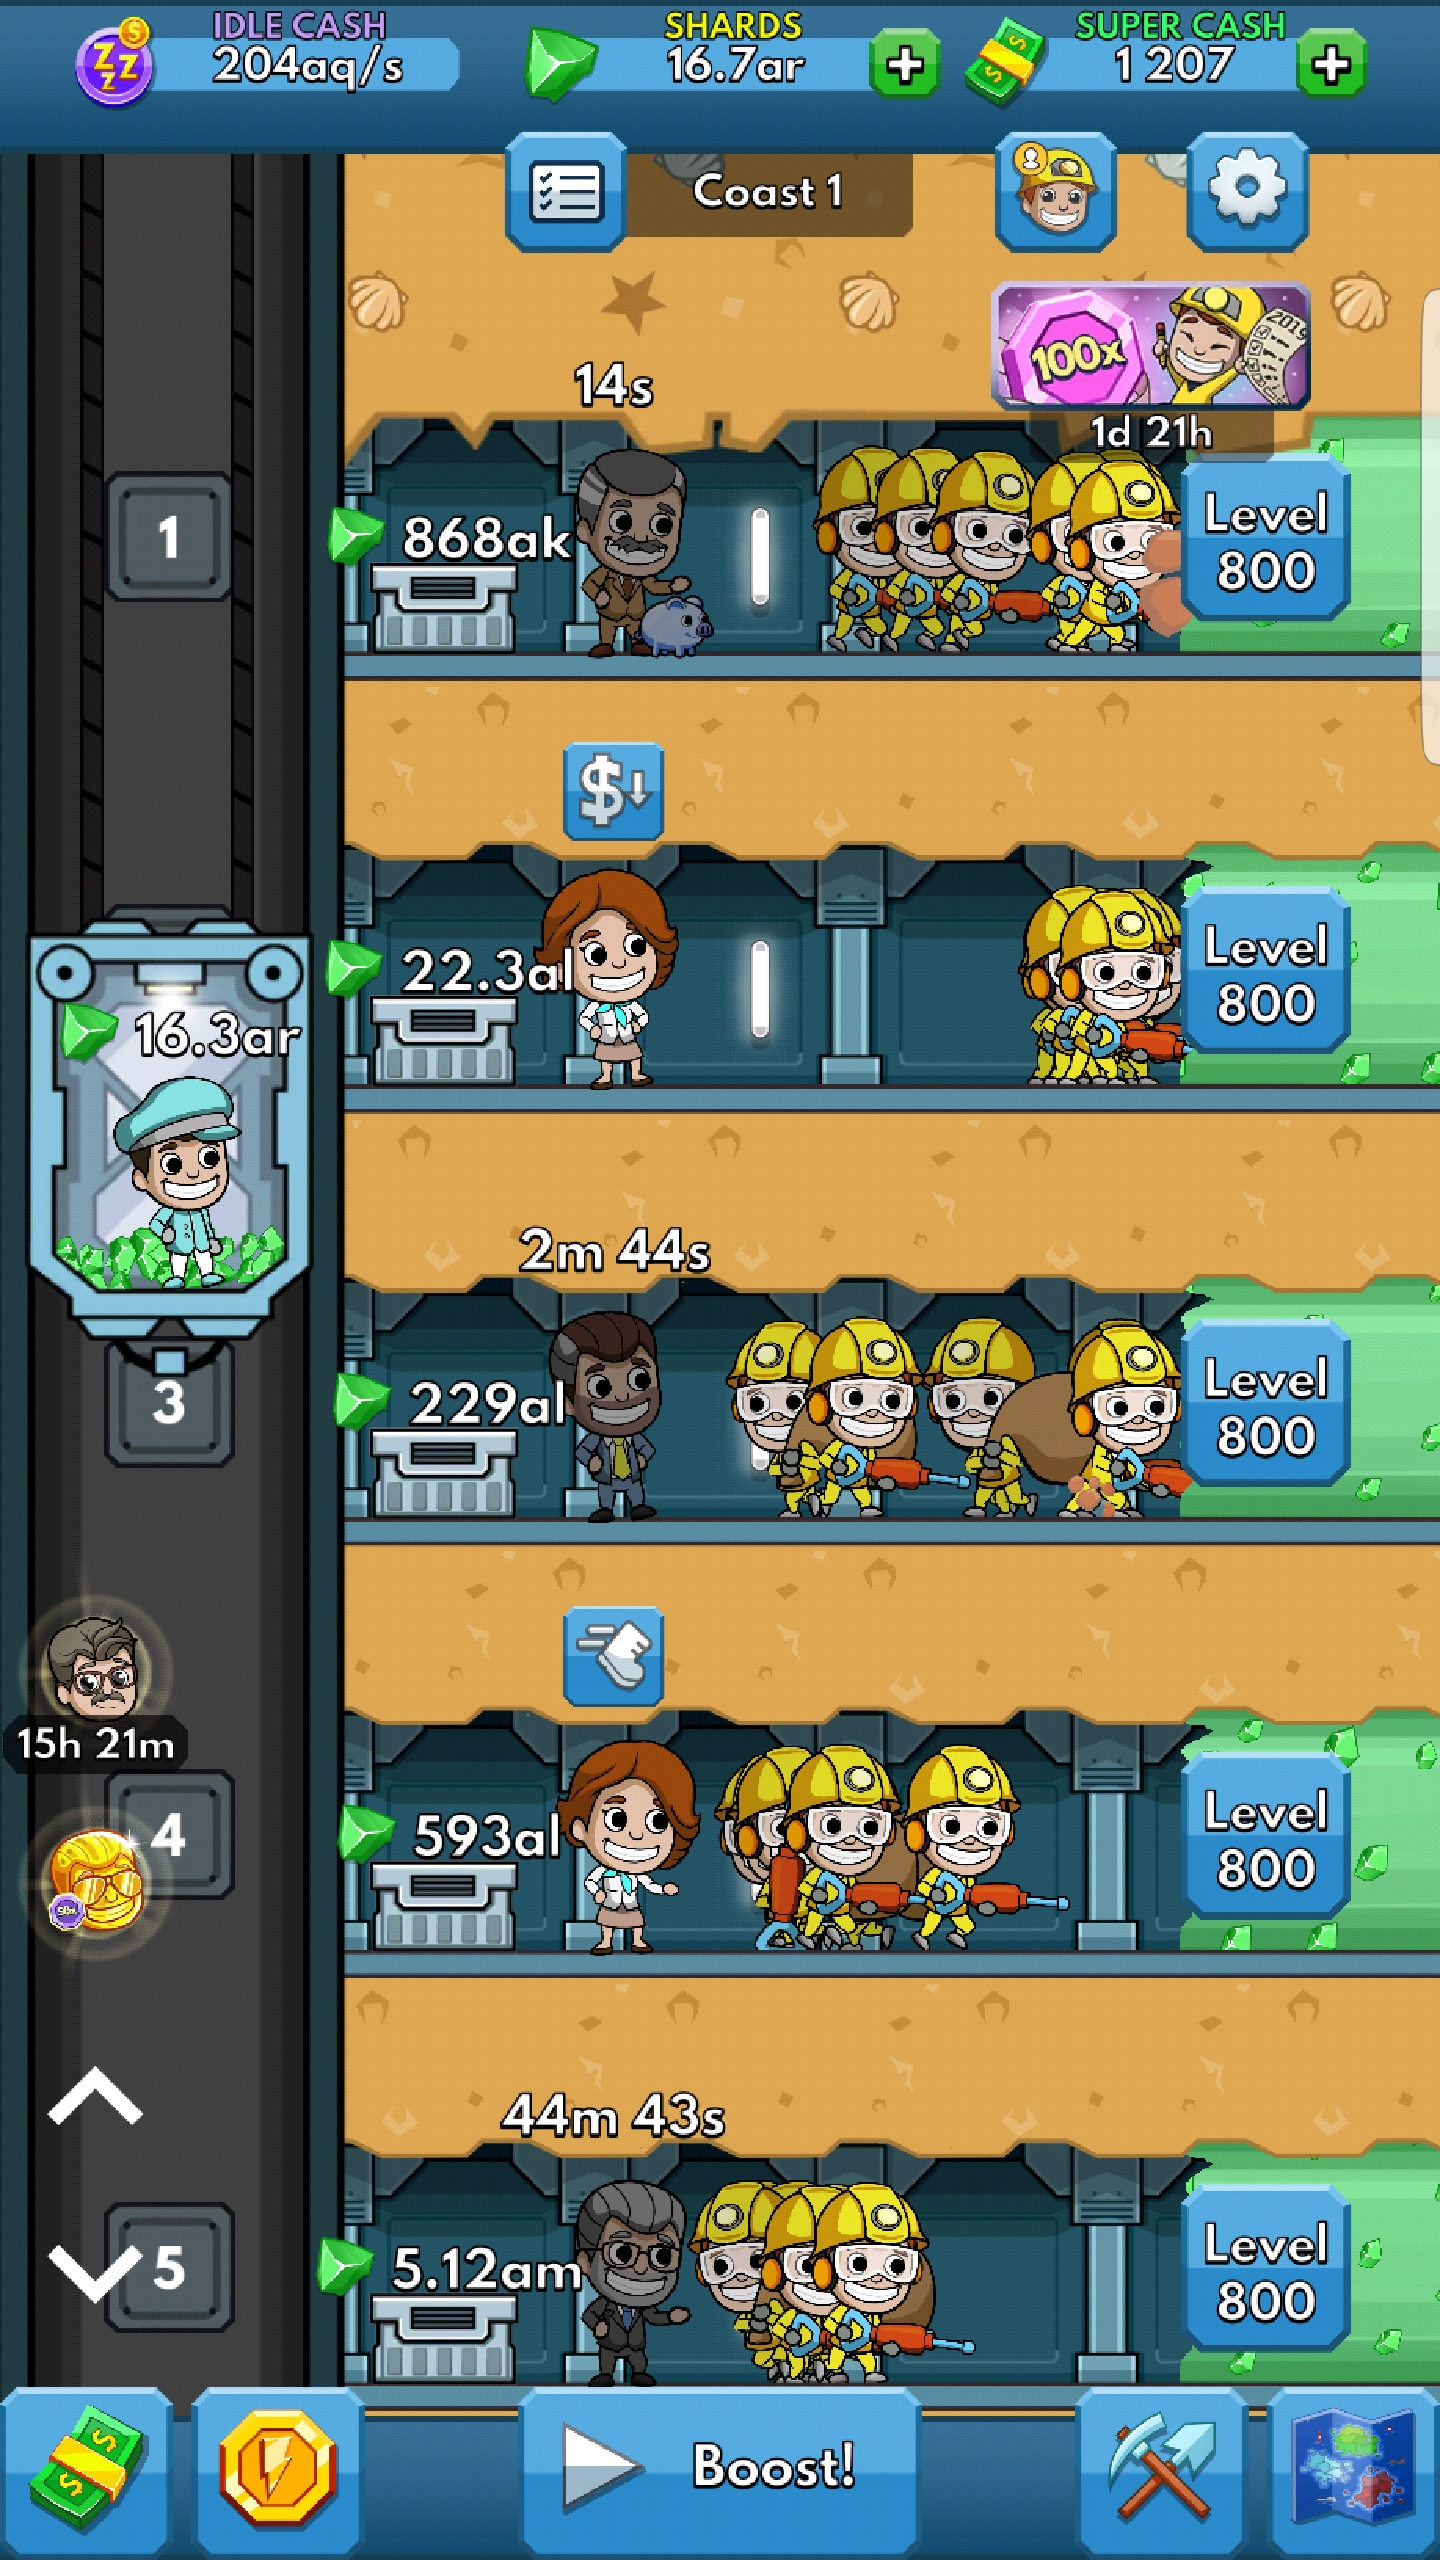 IDLE CASH
204aq/s
SHARDS
16.7ar
SUPER CASH
1 207
Coast 1
100x
2019
1d 21h
14s
1
868ak
Level
800
22.3al
Level
800
16.3ar
2m 44s
3
229al
Level
800
15h 21m
4
593al
Level
800
44m 43s
5
5.12am
Level
800
Boost!